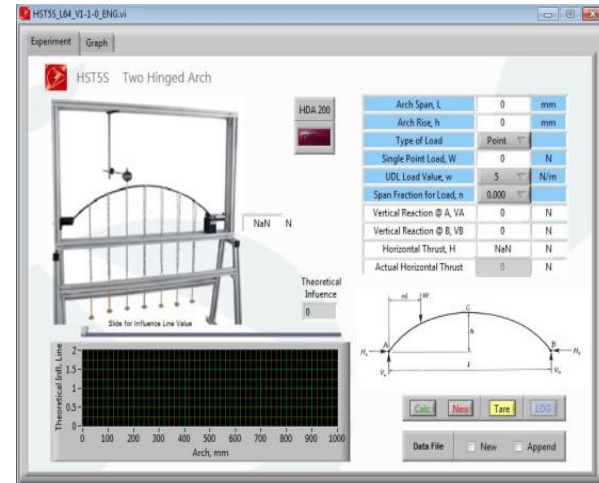 HST5S_L64_V1-1-0_ENG.vi
Experiment Graph
HST5S Two Hinged Arch
HDA 200
NaN N
Arch Span, L 0 mm
Arch Rise, h 0 mm
Type of Load Point
Single Point Load, W 0 N
UDL Load Value, w 5 N/m
Span Fraction for Load, n 0.000
Vertical Reaction @ A, VA 0 N
Vertical Reaction @ B, VB 0 N
Horizontal Thrust, H NaN N
Actual Horizontal Thrust 0 N
Theoretical
Infuence
0
Slide for Influence Line Value
nL W
C
h
A B
L
Theoretical Infl. Line
2
1.5
1
0.5
0
0 100 200 300 400 500 600 700 800 900 1000
Arch, mm
Calc New Tare LOG
Data File New Append